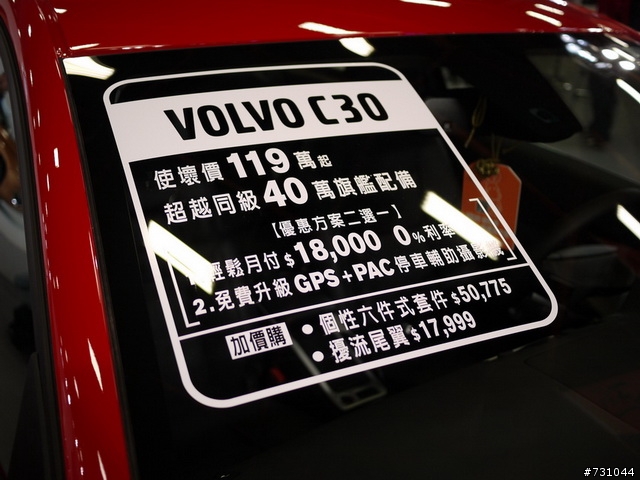 VOLVO C30
使壞價 119 萬起
超越同級 40 萬旗艦配備
【優惠方案二選一】
輕鬆月付 $18,000 0% 利率
2.免費升級 GPS+PAC 停車輔助攝影
加價購
• 個性六件式套件 $50,775
• 擾流尾翼 $17,999
#731044